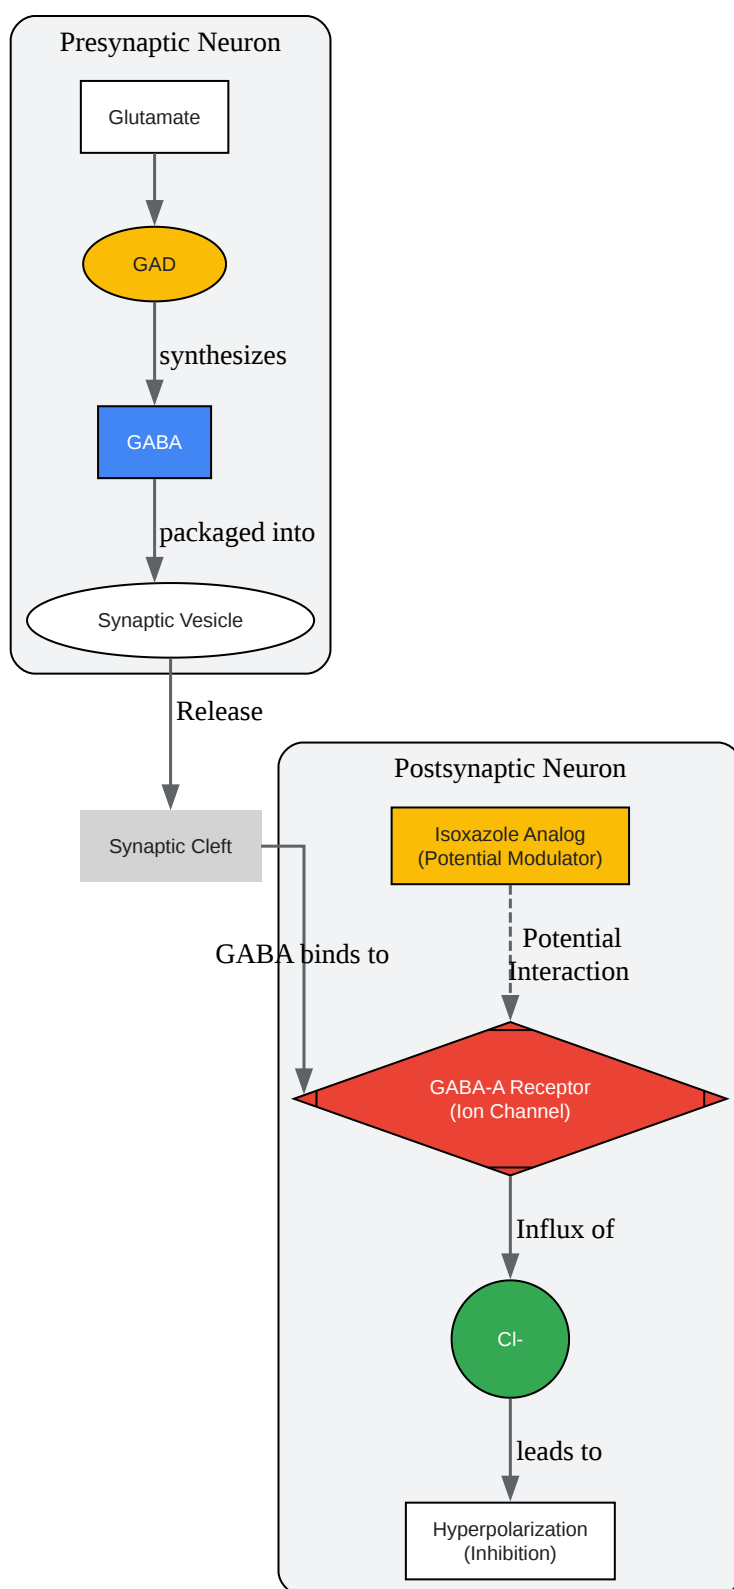 Presynaptic Neuron
Glutamate
GAD
synthesizes
GABA
packaged into
Synaptic Vesicle
Release
Synaptic Cleft
GABA binds to
Postsynaptic Neuron
Isoxazole Analog
(Potential Modulator)
Potential
Interaction
GABA-A Receptor
(Ion Channel)
Influx of
Cl-
leads to
Hyperpolarization
(Inhibition)